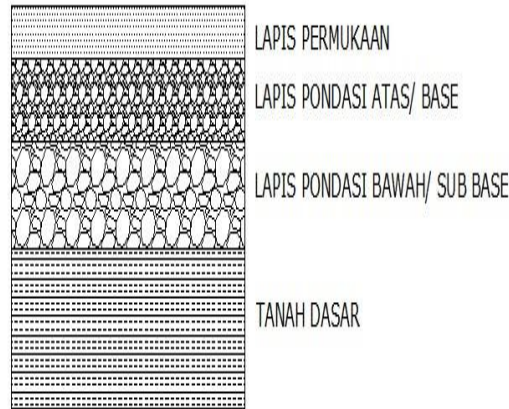 LAPIS PERMUKAAN
LAPIS PONDASI ATAS/ BASE
LAPIS PONDASI BAWAH/ SUB BASE
TANAH DASAR